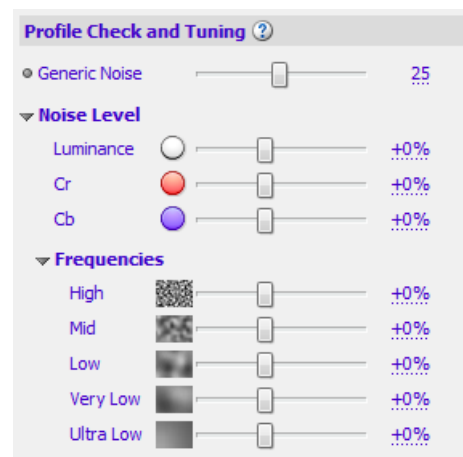 Profile Check and Tuning ?
Generic Noise 25
Noise Level
Luminance +0%
Cr +0%
Cb +0%
Frequencies
High +0%
Mid +0%
Low +0%
Very Low +0%
Ultra Low +0%